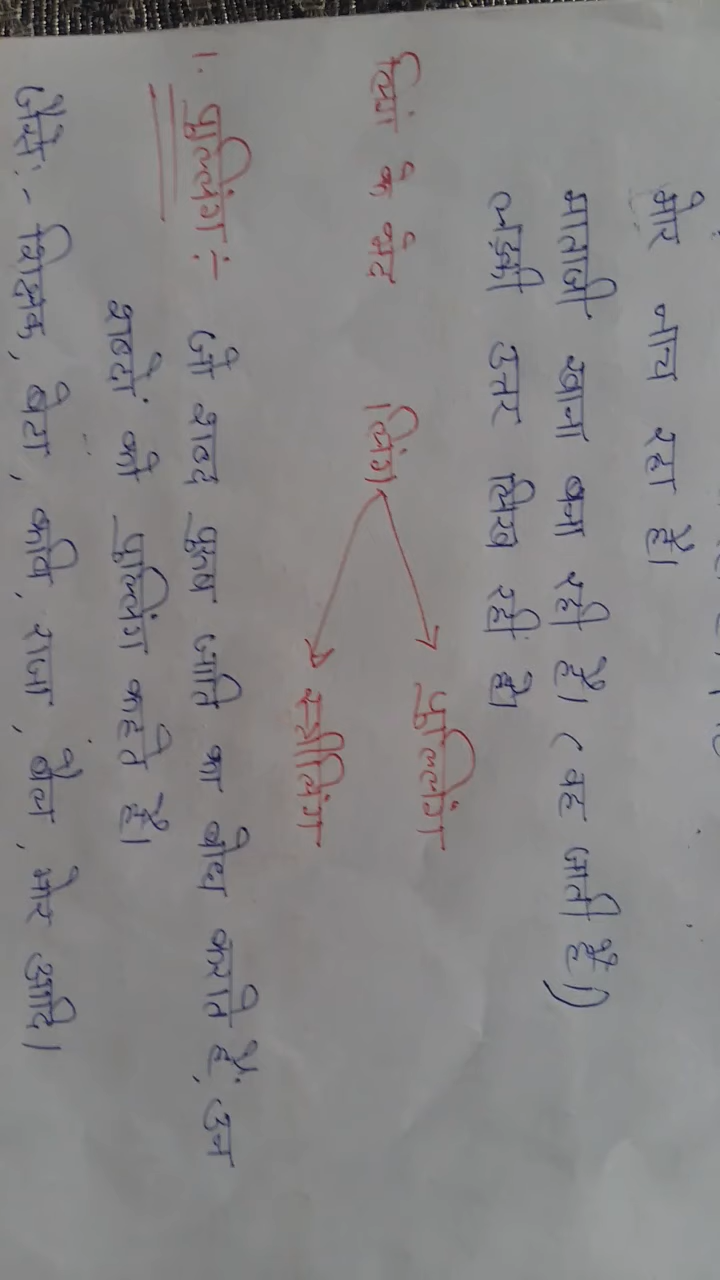 मोर नाच रहा है।
माताजी खाना बना रही हैं। (वह जाती है।)
लड़की उत्तर लिख रही है।
लिंग के भेद
लिंग
पुल्लिंग
स्त्रीलिंग
1. पुल्लिंग :- जो शब्द पुरुष जाति का बोध कराते हैं, उन
शब्दों को पुल्लिंग कहते हैं।
जैसे:- शिक्षक, बेटा, कवि, राजा, बैल, मोर आदि।